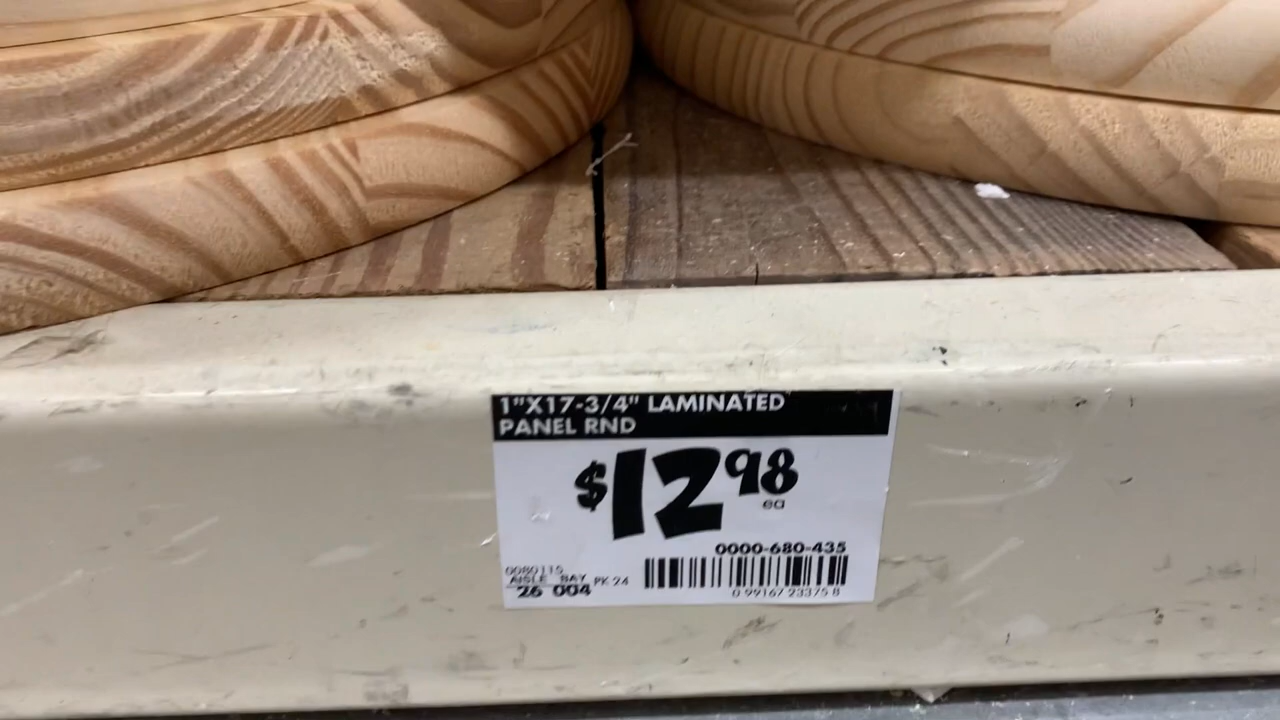 1"X17-3/4" LAMINATED
PANEL RND
$12 98
ea
0000-680-435
0080115
AISLE BAY PK 24
26 004
0 99167 23375 8